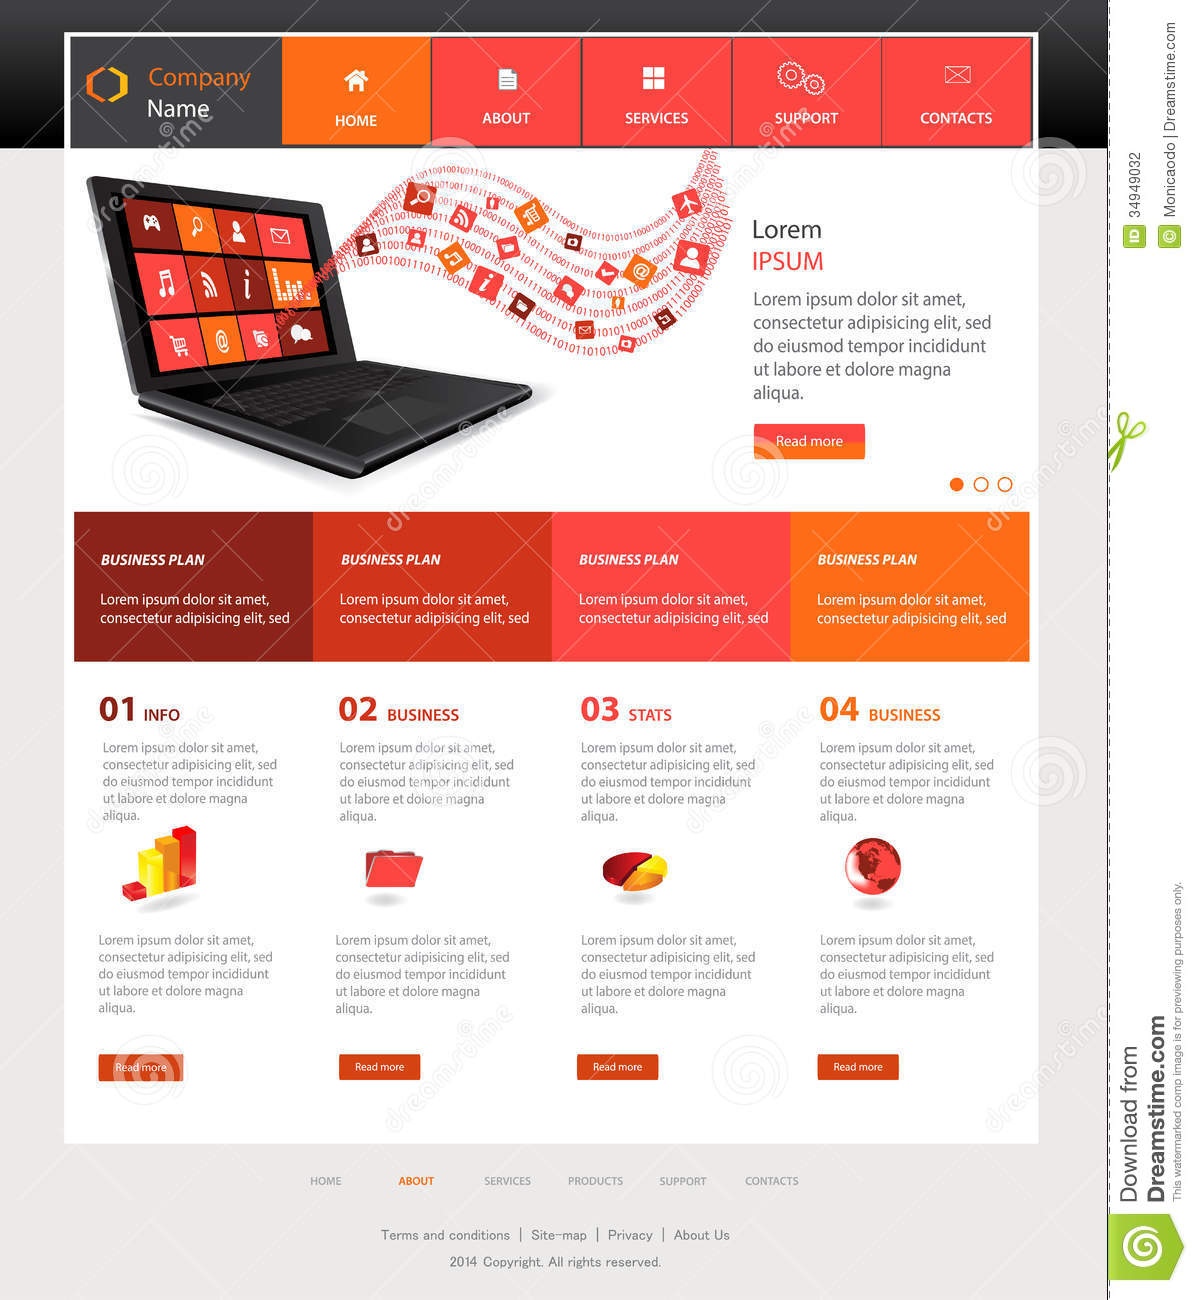 Company
Name
HOME
ABOUT
SERVICES
SUPPORT
CONTACTS
Lorem
IPSUM
Lorem ipsum dolor sit amet,
consectetur adipisicing elit, sed
do eiusmod tempor incididunt
ut labore et dolore magna
aliqua.
Read more
BUSINESS PLAN
Lorem ipsum dolor sit amet,
consectetur adipisicing elit, sed
BUSINESS PLAN
Lorem ipsum dolor sit amet,
consectetur adipisicing elit, sed
BUSINESS PLAN
Lorem ipsum dolor sit amet,
consectetur adipisicing elit, sed
BUSINESS PLAN
Lorem ipsum dolor sit amet,
consectetur adipisicing elit, sed
01 INFO
Lorem ipsum dolor sit amet,
consectetur adipisicing elit, sed
do eiusmod tempor incididunt
ut labore et dolore magna
aliqua.
Lorem ipsum dolor sit amet,
consectetur adipisicing elit, sed
do eiusmod tempor incididunt
ut labore et dolore magna
aliqua.
Read more
02 BUSINESS
Lorem ipsum dolor sit amet,
consectetur adipisicing elit, sed
do eiusmod tempor incididunt
ut labore et dolore magna
aliqua.
Lorem ipsum dolor sit amet,
consectetur adipisicing elit, sed
do eiusmod tempor incididunt
ut labore et dolore magna
aliqua.
Read more
03 STATS
Lorem ipsum dolor sit amet,
consectetur adipisicing elit, sed
do eiusmod tempor incididunt
ut labore et dolore magna
aliqua.
Lorem ipsum dolor sit amet,
consectetur adipisicing elit, sed
do eiusmod tempor incididunt
ut labore et dolore magna
aliqua.
Read more
04 BUSINESS
Lorem ipsum dolor sit amet,
consectetur adipisicing elit, sed
do eiusmod tempor incididunt
ut labore et dolore magna
aliqua.
Lorem ipsum dolor sit amet,
consectetur adipisicing elit, sed
do eiusmod tempor incididunt
ut labore et dolore magna
aliqua.
Read more
HOME ABOUT SERVICES PRODUCTS SUPPORT CONTACTS
Terms and conditions | Site-map | Privacy | About Us
2014 Copyright. All rights reserved.
ID 34949032
© Monicaodo | Dreamstime.com
Download from
Dreamstime.com
This watermarked comp image is for previewing purposes only.
dreamstime
dreamstime
dreamstime
dreamstime
dreamstime
dreamstime
dreamstime
dreamstime